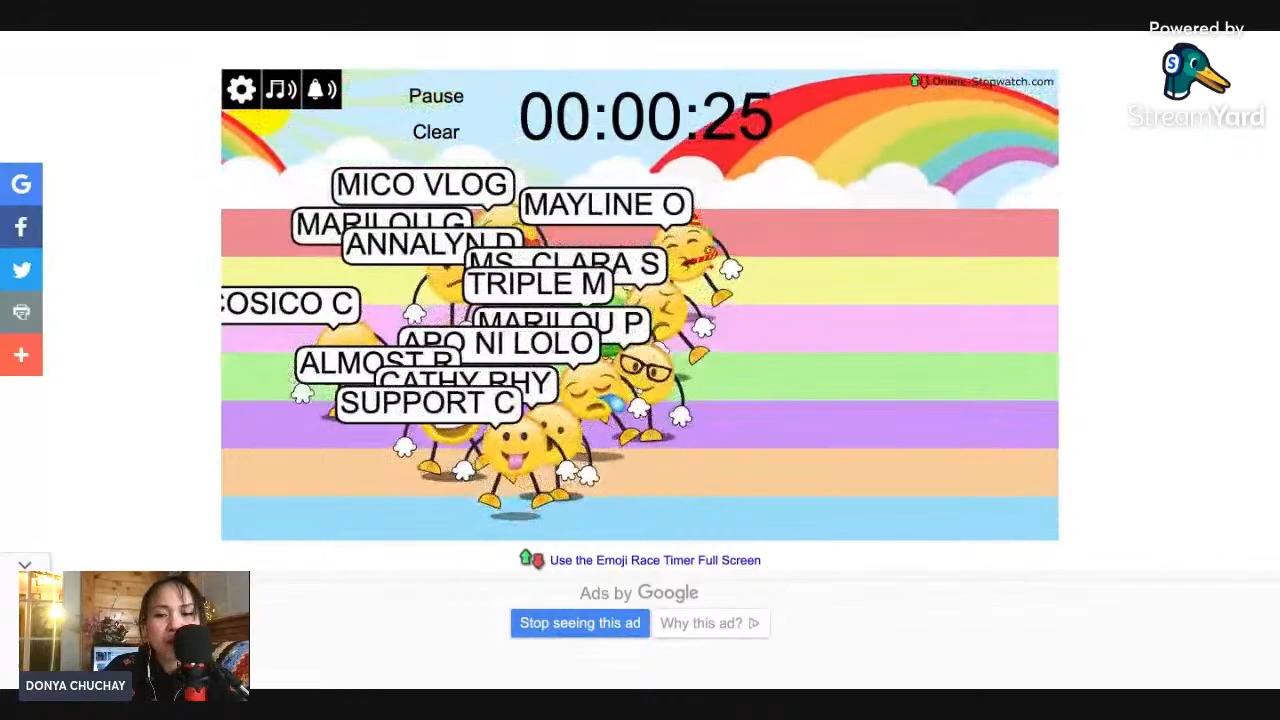 Powered by
StreamYard
Online-Stopwatch.com
Pause
Clear
00:00:25
MICO VLOG
MAYLINE O
MARILOU G
ANNALYN D
MS. CLARA S
TRIPLE M
COSICO C
MARILOU P
APO NI LOLO
ALMOST R
CATHY RHY
SUPPORT C
Use the Emoji Race Timer Full Screen
Ads by Google
Stop seeing this ad
Why this ad?
DONYA CHUCHAY